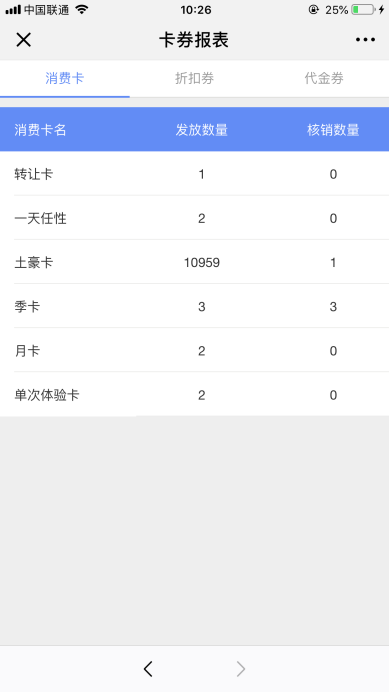 中国联通 10:26 25%
卡券报表
消费卡 折扣券 代金券
消费卡名 发放数量 核销数量
转让卡 1 0
一天任性 2 0
土豪卡 10959 1
季卡 3 3
月卡 2 0
单次体验卡 2 0